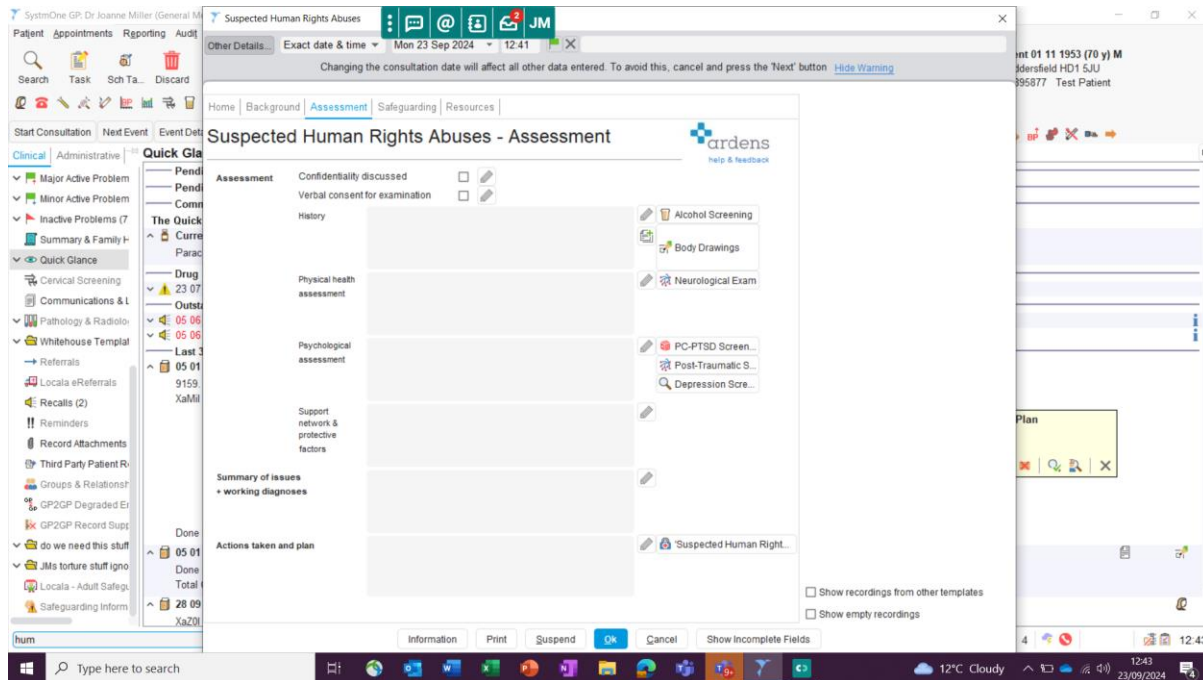 SystmOne GP: Dr Joanne Miller (General M
Patient Appointments Reporting Audit
Search Task Sch Ta... Discard
Start Consultation Next Event Event Deta
Clinical Administrative
Major Active Problem
Minor Active Problem
Inactive Problems (7
Summary & Family H
Quick Glance
Cervical Screening
Communications & L
Pathology & Radiolo
Whitehouse Templat
Referrals
Locala eReferrals
Recalls (2)
Reminders
Record Attachments
Third Party Patient R
Groups & Relationsh
GP2GP Degraded Er
GP2GP Record Supp
do we need this stuff
JMs torture stuff igno
Locala - Adult Safegu
Safeguarding Inform
hum
Quick Gla
Pendi
Pendi
Comm
The Quick
Curre
Parac
Drug
23 07
Outsta
05 06
05 06
Last 3
05 01
9159.
XaMil
Done
05 01
Done
Total
28 09
XaZ0l
Suspected Human Rights Abuses
@ 2 JM
Other Details... Exact date & time Mon 23 Sep 2024 12:41
Changing the consultation date will affect all other data entered. To avoid this, cancel and press the 'Next' button Hide Warning
Home Background Assessment Safeguarding Resources
Suspected Human Rights Abuses - Assessment
ardens
help & feedback
Assessment Confidentiality discussed
Verbal consent for examination
History
Alcohol Screening
Body Drawings
Physical health
assessment
Neurological Exam
Psychological
assessment
PC-PTSD Screen...
Post-Traumatic S...
Depression Scre...
Support
network &
protective
factors
Summary of issues
+ working diagnoses
Actions taken and plan
'Suspected Human Right...
Show recordings from other templates
Show empty recordings
Information Print Suspend Ok Cancel Show Incomplete Fields
ent 01 11 1953 (70 y) M
ddersfield HD1 5JU
395877 Test Patient
BP
Plan
4
12:43
Type here to search
12°C Cloudy
12:43
23/09/2024